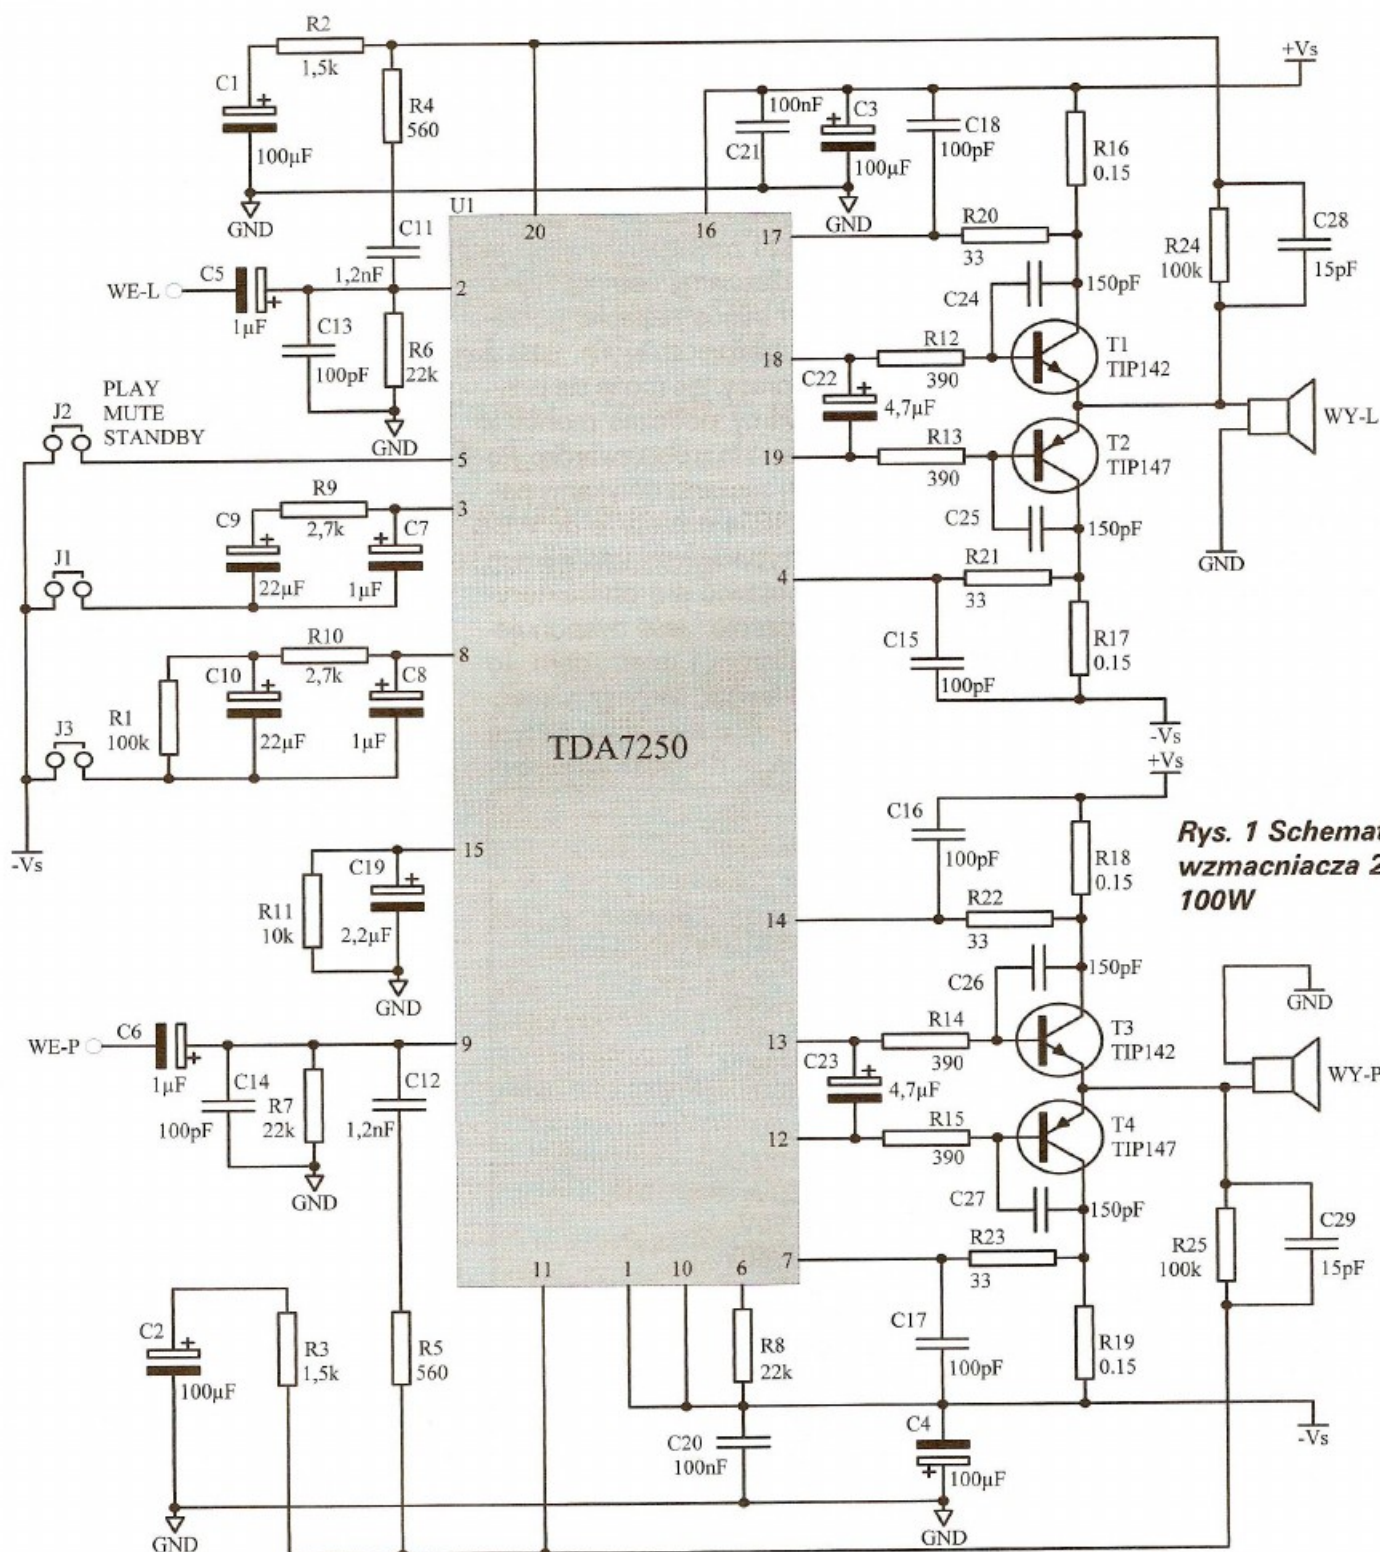 R2
1,5k
+Vs
C1
100µF
R4
560
100nF
C3
C21
100µF
C18
100pF
R16
0.15
GND
U1
GND
20
16
17
R20
33
R24
100k
C28
15pF
C11
1,2nF
WE-L
C5
1µF
2
C24
150pF
C13
100pF
R6
22k
18
C22
4,7µF
R12
390
T1
TIP142
GND
WY-L
J2
PLAY
MUTE
STANDBY
5
19
R13
390
T2
TIP147
C25
150pF
GND
C9
22µF
R9
2,7k
C7
1µF
3
J1
4
R21
33
C15
100pF
R17
0.15
R10
2,7k
8
C10
22µF
C8
1µF
R1
100k
J3
-Vs
TDA7250
-Vs
+Vs
C16
100pF
R18
0.15
Rys. 1 Schemat
wzmacniacza 2
100W
15
C19
2,2µF
R11
10k
GND
14
R22
33
C26
150pF
GND
WE-P
C6
1µF
9
13
C23
4,7µF
R14
390
T3
TIP142
WY-P
C14
100pF
R7
22k
C12
1,2nF
GND
12
R15
390
T4
TIP147
C27
150pF
R25
100k
C29
15pF
7
R23
33
11
1
10
6
C2
100µF
R3
1,5k
R5
560
R8
22k
C17
100pF
R19
0.15
-Vs
C20
100nF
C4
100µF
GND
GND